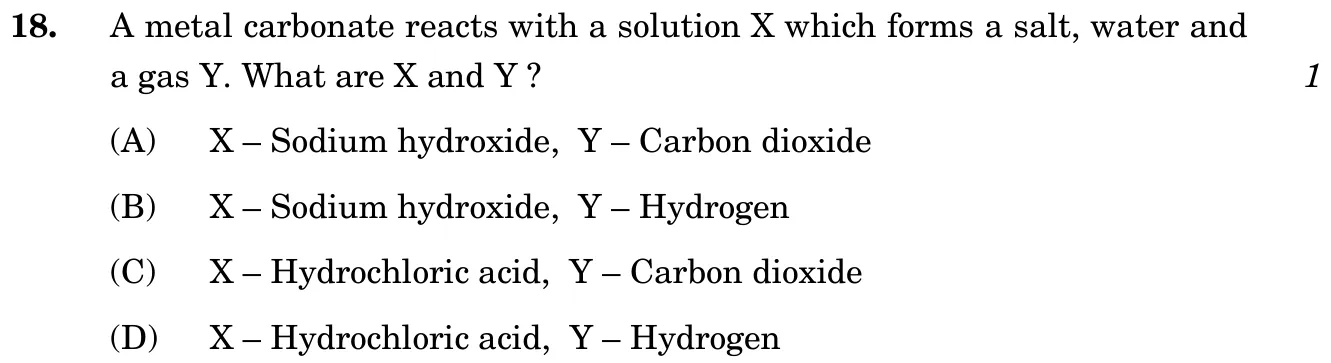 18. A metal carbonate reacts with a solution X which forms a salt, water and
a gas Y. What are X and Y ? 1
(A) X – Sodium hydroxide, Y – Carbon dioxide
(B) X – Sodium hydroxide, Y – Hydrogen
(C) X – Hydrochloric acid, Y – Carbon dioxide
(D) X – Hydrochloric acid, Y – Hydrogen